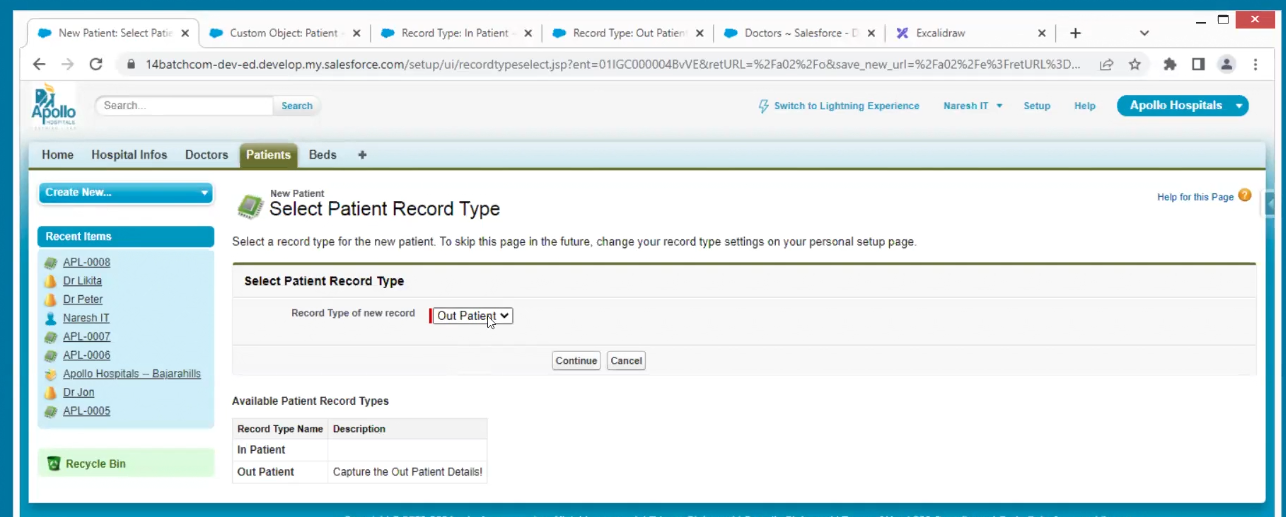 New Patient: Select Patie
Custom Object: Patient ~
Record Type: In Patient ~
Record Type: Out Patient
Doctors ~ Salesforce - D
Excalidraw
14batchcom-dev-ed.develop.my.salesforce.com/setup/ui/recordtypeselect.jsp?ent=01IGC000004BvVE&retURL=%2Fa02%2Fo&save_new_url=%2Fa02%2Fe%3FretURL%3D...
Apollo
HOSPITALS
Search...
Search
Switch to Lightning Experience
Naresh IT
Setup
Help
Apollo Hospitals
Home
Hospital Infos
Doctors
Patients
Beds
+
Create New...
New Patient
Select Patient Record Type
Help for this Page
Select a record type for the new patient. To skip this page in the future, change your record type settings on your personal setup page.
Recent Items
APL-0008
Dr Likita
Dr Peter
Naresh IT
APL-0007
APL-0006
Apollo Hospitals -- Bajarahills
Dr Jon
APL-0005
Recycle Bin
Select Patient Record Type
Record Type of new record
Out Patient
Continue
Cancel
Available Patient Record Types
Record Type Name Description
In Patient
Out Patient Capture the Out Patient Details!